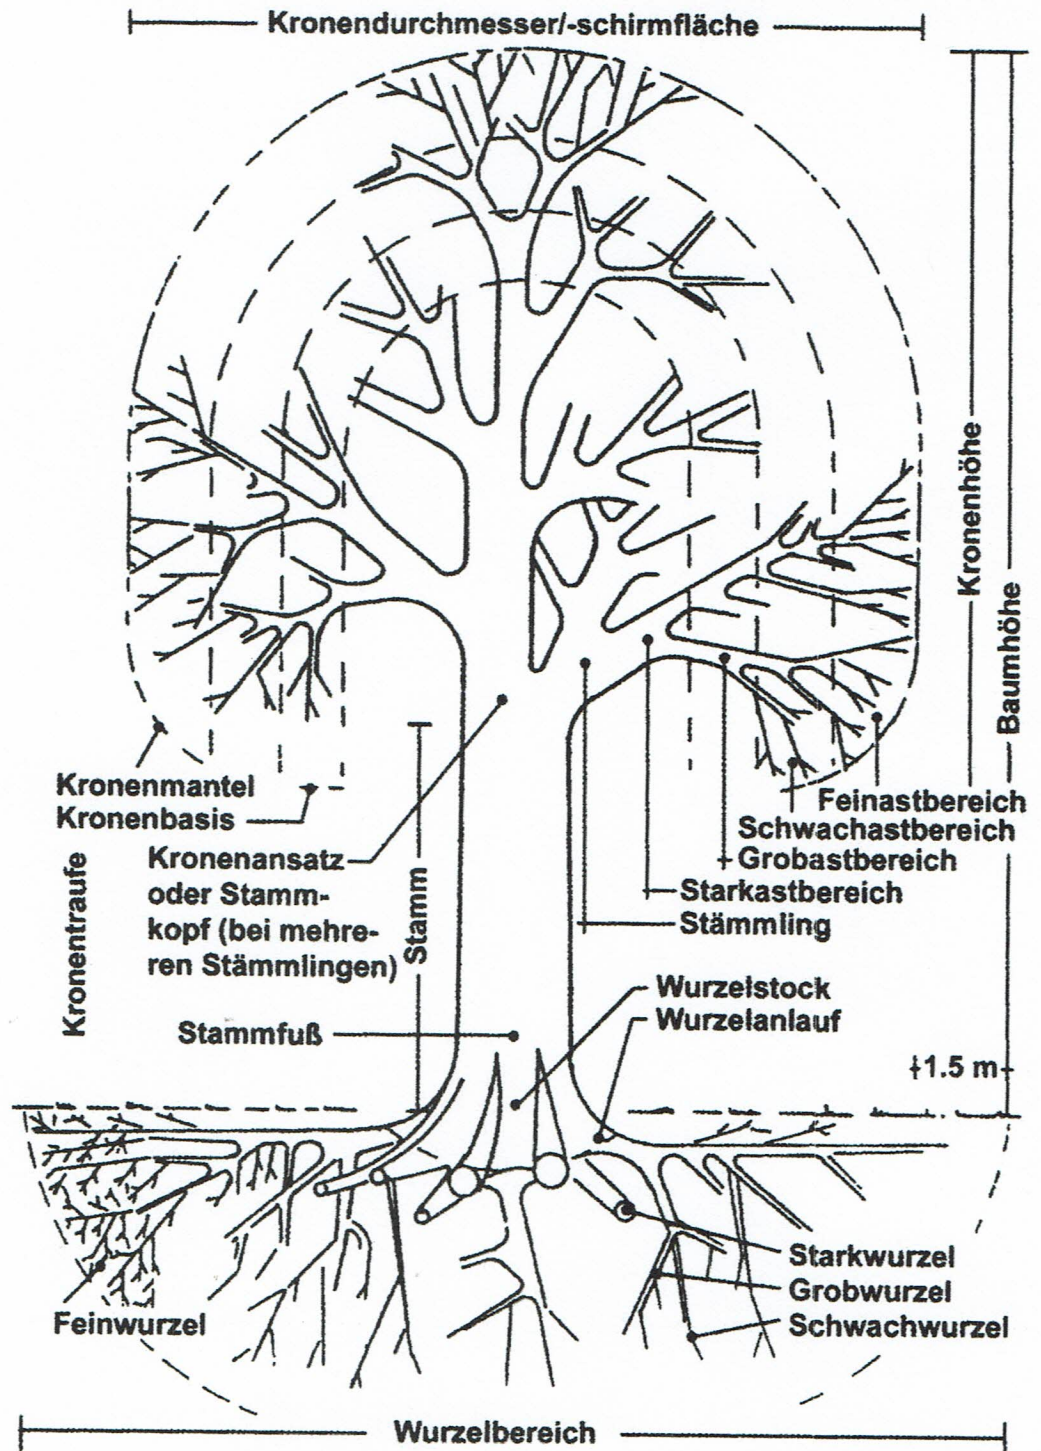 Kronendurchmesser/-schirmfläche
Kronenhöhe
Baumhöhe
Kronenmantel
Kronenbasis
Kronentraufe
Kronenansatz
oder Stamm-
kopf (bei mehre-
ren Stämmlingen)
Stamm
Feinastbereich
Schwachastbereich
Grobastbereich
Starkastbereich
Stämmling
Wurzelstock
Wurzelanlauf
Stammfuß
1.5 m
Starkwurzel
Grobwurzel
Schwachwurzel
Feinwurzel
Wurzelbereich